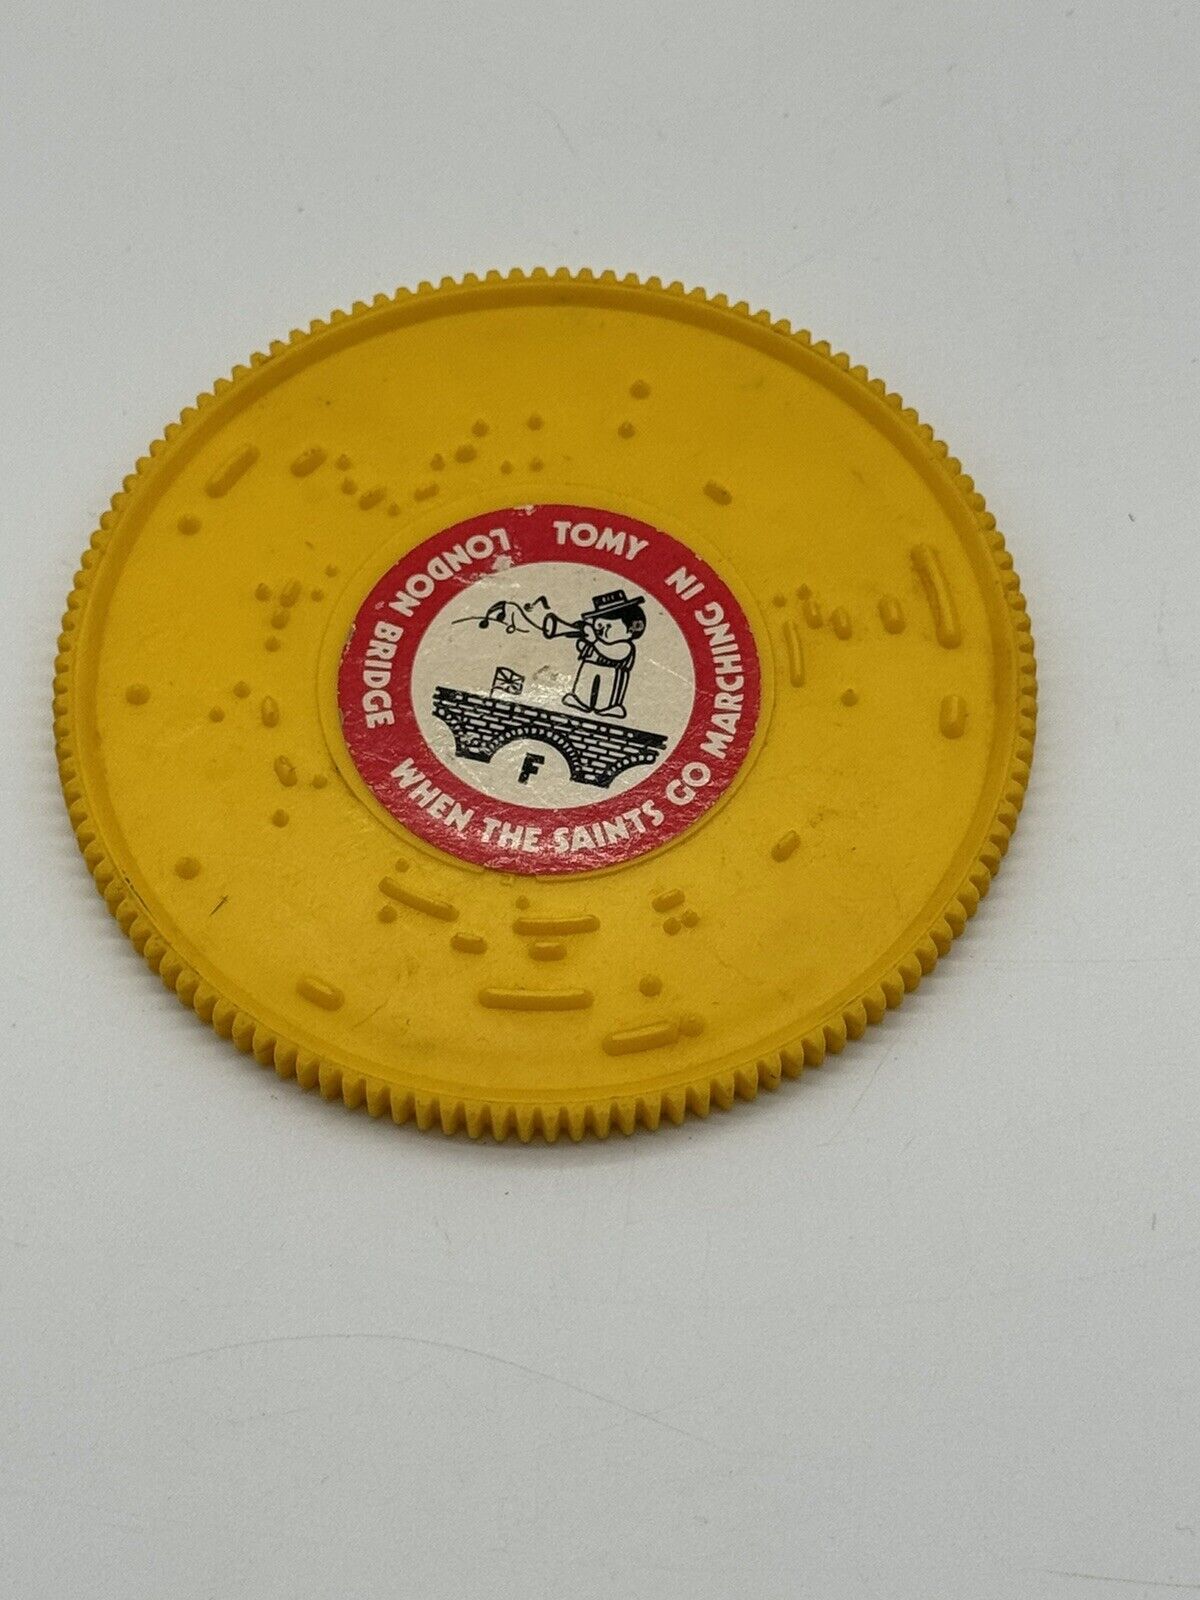 TOMY
LONDON BRIDGE
WHEN THE SAINTS GO MARCHING IN
F